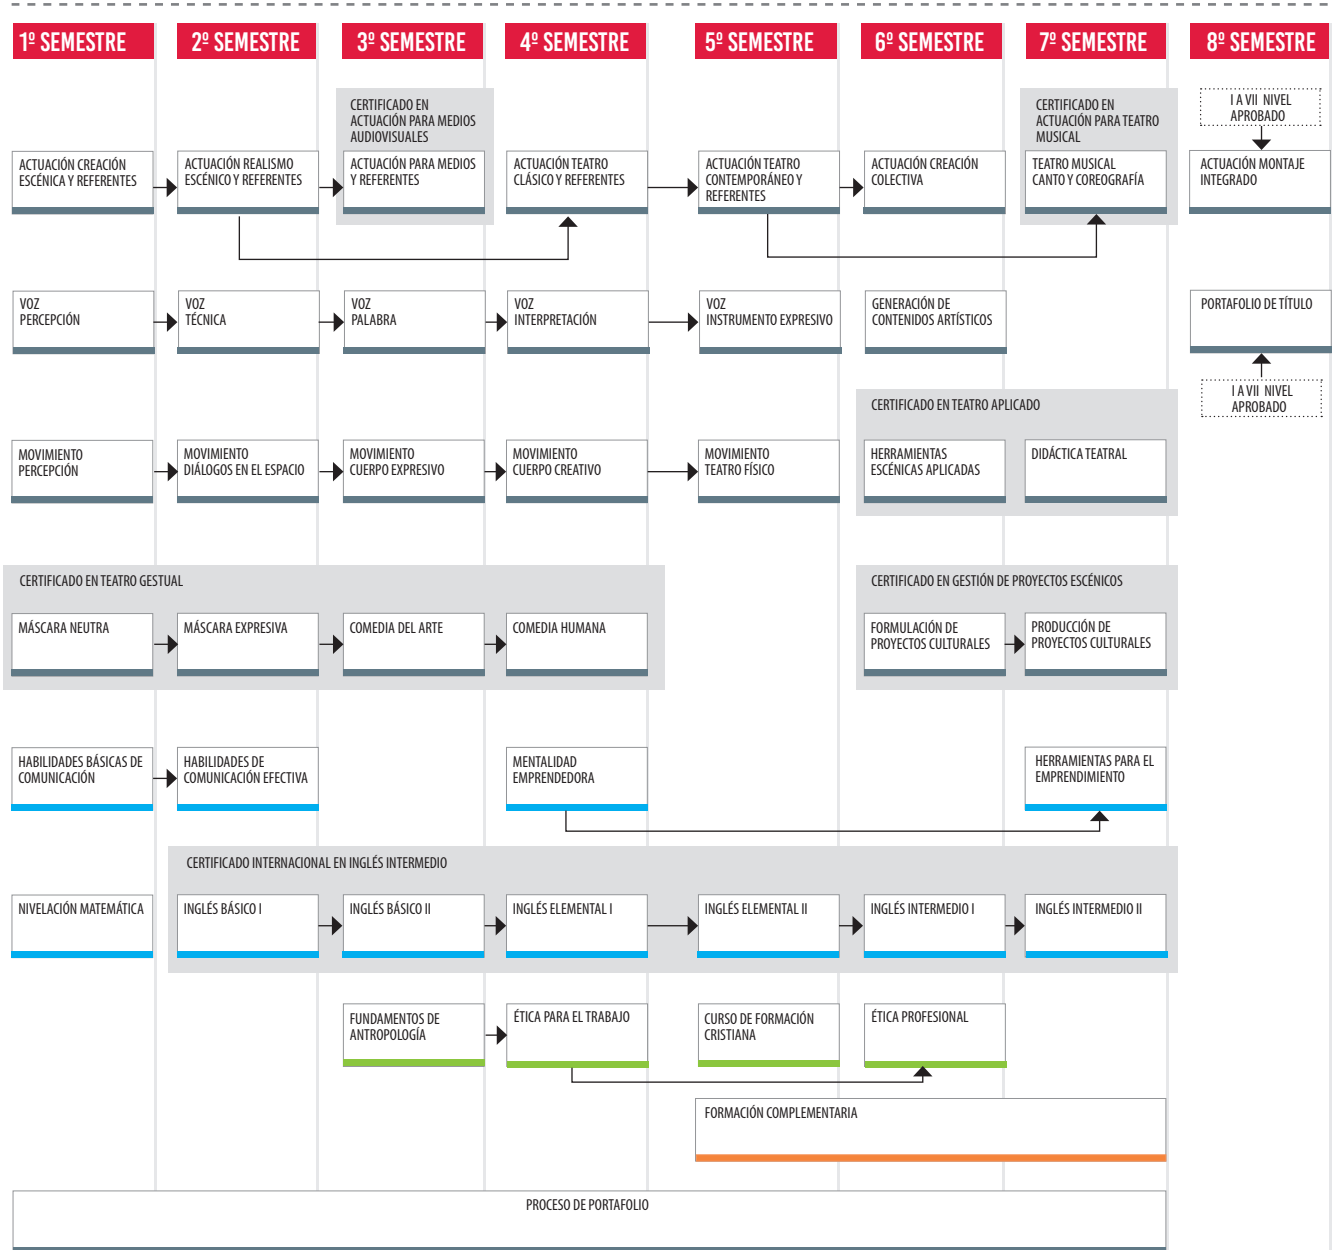 1º SEMESTRE
2º SEMESTRE
3º SEMESTRE
4º SEMESTRE
5º SEMESTRE
6º SEMESTRE
7º SEMESTRE
8º SEMESTRE
CERTIFICADO EN
ACTUACIÓN PARA MEDIOS
AUDIOVISUALES
CERTIFICADO EN
ACTUACIÓN PARA TEATRO
MUSICAL
I A VII NIVEL
APROBADO
ACTUACIÓN CREACIÓN
ESCÉNICA Y REFERENTES
ACTUACIÓN REALISMO
ESCÉNICO Y REFERENTES
ACTUACIÓN PARA MEDIOS
Y REFERENTES
ACTUACIÓN TEATRO
CLÁSICO Y REFERENTES
ACTUACIÓN TEATRO
CONTEMPORÁNEO Y
REFERENTES
ACTUACIÓN CREACIÓN
COLECTIVA
TEATRO MUSICAL
CANTO Y COREOGRAFÍA
ACTUACIÓN MONTAJE
INTEGRADO
VOZ
PERCEPCIÓN
VOZ
TÉCNICA
VOZ
PALABRA
VOZ
INTERPRETACIÓN
VOZ
INSTRUMENTO EXPRESIVO
GENERACIÓN DE
CONTENIDOS ARTÍSTICOS
PORTAFOLIO DE TÍTULO
I A VII NIVEL
APROBADO
CERTIFICADO EN TEATRO APLICADO
MOVIMIENTO
PERCEPCIÓN
MOVIMIENTO
DIÁLOGOS EN EL ESPACIO
MOVIMIENTO
CUERPO EXPRESIVO
MOVIMIENTO
CUERPO CREATIVO
MOVIMIENTO
TEATRO FÍSICO
HERRAMIENTAS
ESCÉNICAS APLICADAS
DIDÁCTICA TEATRAL
CERTIFICADO EN TEATRO GESTUAL
CERTIFICADO EN GESTIÓN DE PROYECTOS ESCÉNICOS
MÁSCARA NEUTRA
MÁSCARA EXPRESIVA
COMEDIA DEL ARTE
COMEDIA HUMANA
FORMULACIÓN DE
PROYECTOS CULTURALES
PRODUCCIÓN DE
PROYECTOS CULTURALES
HABILIDADES BÁSICAS DE
COMUNICACIÓN
HABILIDADES DE
COMUNICACIÓN EFECTIVA
MENTALIDAD
EMPRENDEDORA
HERRAMIENTAS PARA EL
EMPRENDIMIENTO
CERTIFICADO INTERNACIONAL EN INGLÉS INTERMEDIO
NIVELACIÓN MATEMÁTICA
INGLÉS BÁSICO I
INGLÉS BÁSICO II
INGLÉS ELEMENTAL I
INGLÉS ELEMENTAL II
INGLÉS INTERMEDIO I
INGLÉS INTERMEDIO II
FUNDAMENTOS DE
ANTROPOLOGÍA
ÉTICA PARA EL TRABAJO
CURSO DE FORMACIÓN
CRISTIANA
ÉTICA PROFESIONAL
FORMACIÓN COMPLEMENTARIA
PROCESO DE PORTAFOLIO